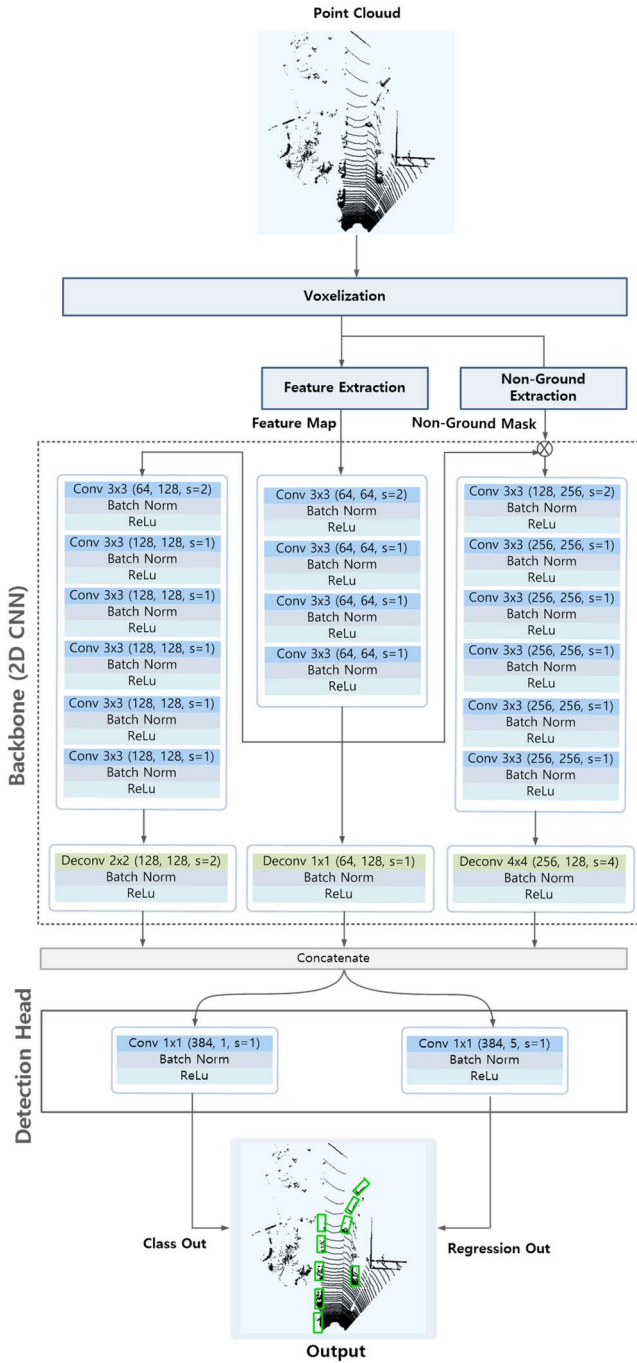 Point Clouud
Voxelization
Feature Extraction
Non-Ground
Extraction
Feature Map
Non-Ground Mask
Backbone (2D CNN)
Conv 3x3 (64, 128, s=2)
Batch Norm
ReLu
Conv 3x3 (128, 128, s=1)
Batch Norm
ReLu
Conv 3x3 (128, 128, s=1)
Batch Norm
ReLu
Conv 3x3 (128, 128, s=1)
Batch Norm
ReLu
Conv 3x3 (128, 128, s=1)
Batch Norm
ReLu
Conv 3x3 (128, 128, s=1)
Batch Norm
ReLu
Conv 3x3 (64, 64, s=2)
Batch Norm
ReLu
Conv 3x3 (64, 64, s=1)
Batch Norm
ReLu
Conv 3x3 (64, 64, s=1)
Batch Norm
ReLu
Conv 3x3 (64, 64, s=1)
Batch Norm
ReLu
Conv 3x3 (128, 256, s=2)
Batch Norm
ReLu
Conv 3x3 (256, 256, s=1)
Batch Norm
ReLu
Conv 3x3 (256, 256, s=1)
Batch Norm
ReLu
Conv 3x3 (256, 256, s=1)
Batch Norm
ReLu
Conv 3x3 (256, 256, s=1)
Batch Norm
ReLu
Conv 3x3 (256, 256, s=1)
Batch Norm
ReLu
Deconv 2x2 (128, 128, s=2)
Batch Norm
ReLu
Deconv 1x1 (64, 128, s=1)
Batch Norm
ReLu
Deconv 4x4 (256, 128, s=4)
Batch Norm
ReLu
Concatenate
Detection Head
Conv 1x1 (384, 1, s=1)
Batch Norm
ReLu
Conv 1x1 (384, 5, s=1)
Batch Norm
ReLu
Class Out
Regression Out
Output